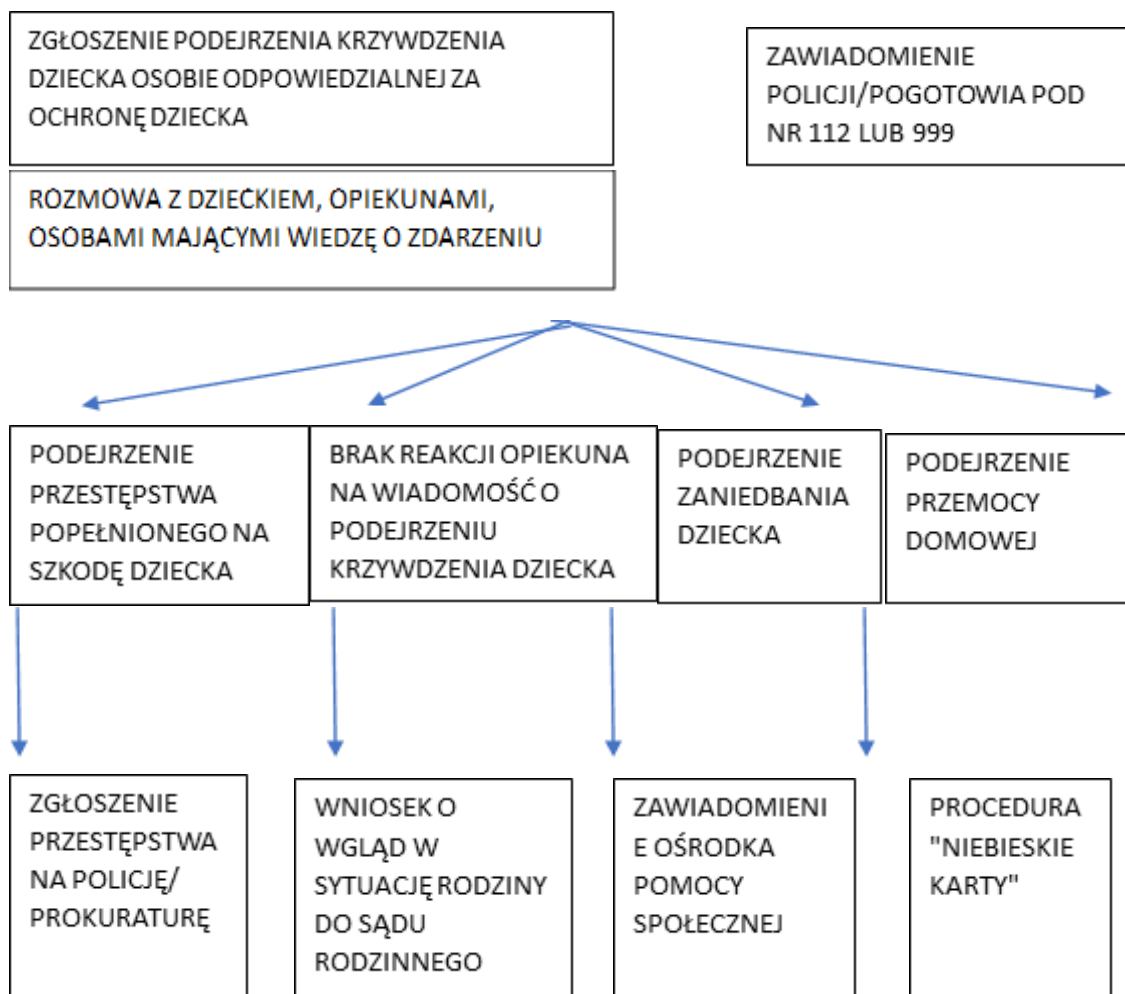 ZGŁOSZENIE PODEJRZENIA KRZYWDZENIA
DZIECKA OSOBIE ODPOWIEDZIALNEJ ZA
OCHRONĘ DZIECKA
ZAWIADOMIENIE
POLICJI/POGOTOWIA POD
NR 112 LUB 999
ROZMOWA Z DZIECKIEM, OPIEKUNAMI,
OSOBAMI MAJĄCYMI WIEDZĘ O ZDARZENIU
PODEJRZENIE
PRZESTĘPSTWA
POPEŁNIONEGO NA
SZKODĘ DZIECKA
BRAK REAKCJI OPIEKUNA
NA WIADOMOŚĆ O
PODEJRZENIU
KRZYWDZENIA DZIECKA
PODEJRZENIE
ZANIEDBANIA
DZIECKA
PODEJRZENIE
PRZEMOCY
DOMOWEJ
ZGŁOSZENIE
PRZESTĘPSTWA
NA POLICJĘ/
PROKURATURĘ
WNIOSEK O
WGLĄD W
SYTUACJĘ RODZINY
DO SĄDU
RODZINNEGO
ZAWIADOMIENI
E OŚRODKA
POMOCY
SPOŁECZNEJ
PROCEDURA
"NIEBIESKIE
KARTY"